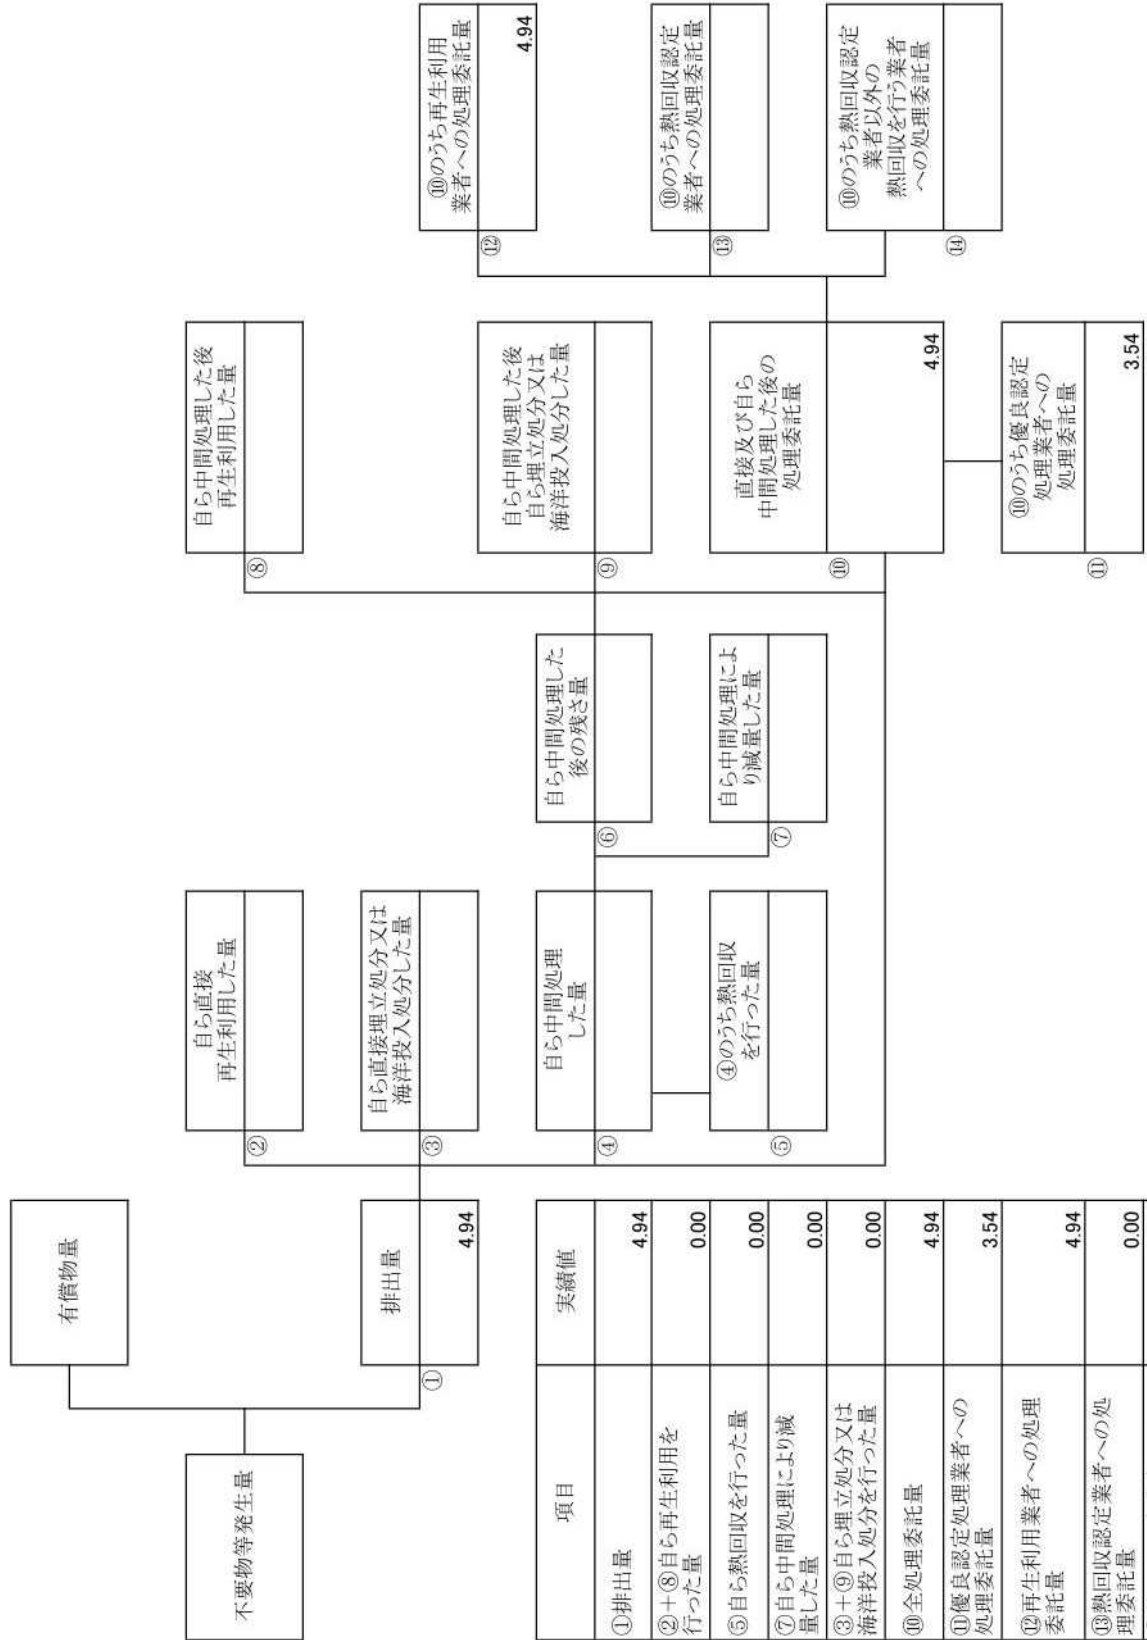 有償物量
不要物等発生量
排出量
①
4.94
自ら直接
再生利用した量
②
自ら直接埋立処分又は
海洋投入処分した量
③
自ら中間処理
した量
④
④のうち熱回収
を行った量
⑤
自ら中間処理した
後の残さ量
⑥
自ら中間処理によ
り減量した量
⑦
自ら中間処理した後
再生利用した量
⑧
自ら中間処理した後
自ら埋立処分又は
海洋投入処分した量
⑨
直接及び自ら
中間処理した後の
処理委託量
⑩
4.94
⑩のうち優良認定
処理業者への
処理委託量
⑪
3.54
⑩のうち再生利用
業者への処理委託量
⑫
4.94
⑩のうち熱回収認定
業者への処理委託量
⑬
⑩のうち熱回収認定
業者以外の
熱回収を行う業者
への処理委託量
⑭
項目
実績値
①排出量
4.94
②+⑧自ら再生利用を
行った量
0.00
⑤自ら熱回収を行った量
0.00
⑦自ら中間処理により減
量した量
0.00
③+⑨自ら埋立処分又は
海洋投入処分を行った量
0.00
⑩全処理委託量
4.94
⑪優良認定処理業者への
処理委託量
3.54
⑫再生利用業者への処理
委託量
4.94
⑬熱回収認定業者への処
理委託量
0.00